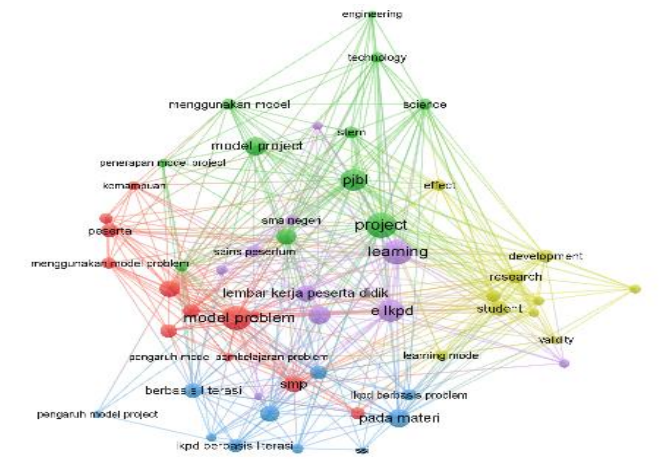 engineering
technology
menggunakan model
science
stem
model project
penerapan model project
pjbl
kemampuan
effect
sma negeri
project
peserta
sains peserfum
learning
development
menggunakan model problem
research
lembar kerja peserta didik
e lkpd
student
model problem
validity
pengaruh model pembelajaran problem
learning mode
smp
berbasis literasi
lkpd berbasis problem
pengaruh model project
pada materi
lkpd berbasis literasi